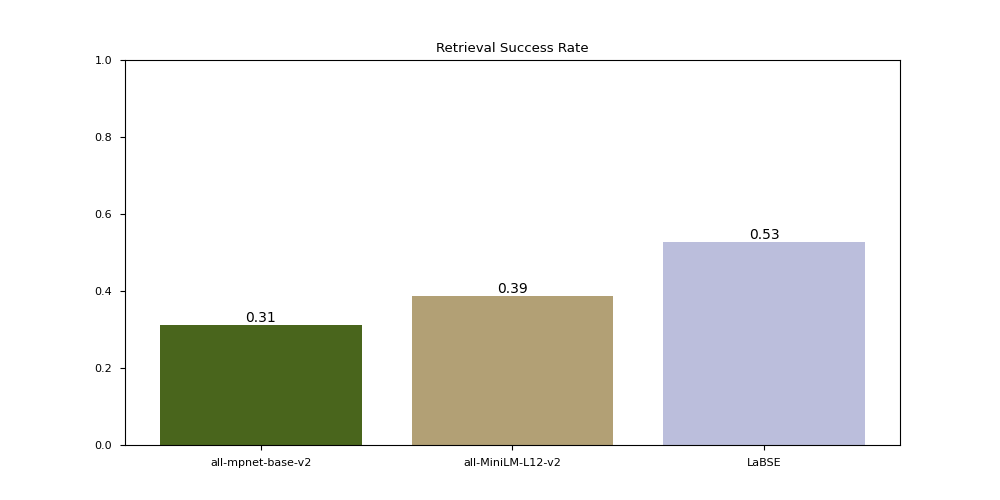 Retrieval Success Rate
1.0
0.8
0.6
0.4
0.2
0.0
0.31
0.39
0.53
all-mpnet-base-v2
all-MiniLM-L12-v2
LaBSE